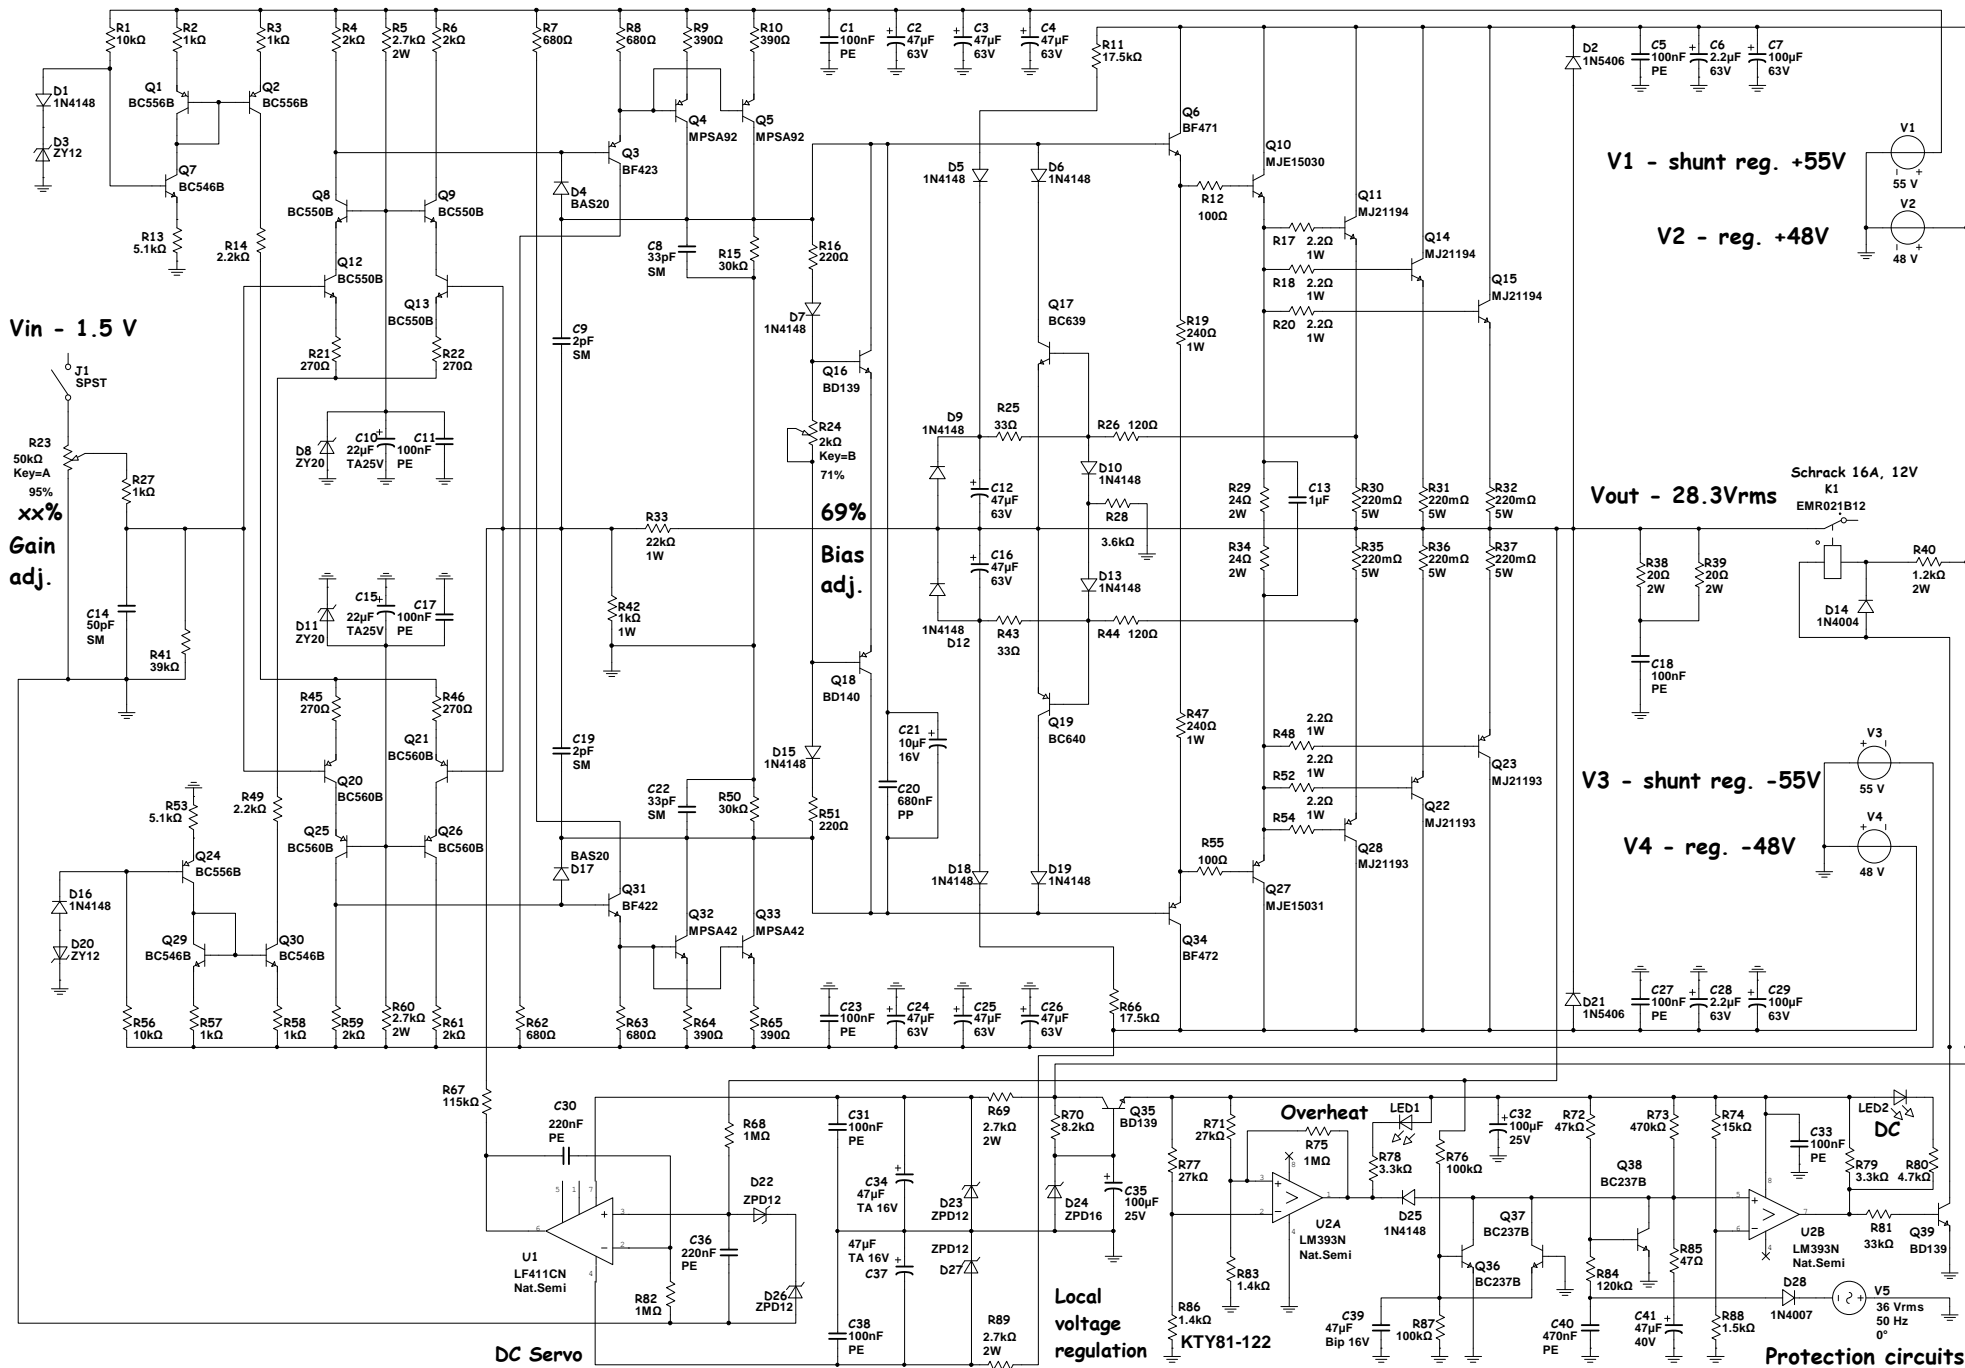 R1
10kΩ
R2
1kΩ
R3
1kΩ
R4
2kΩ
R5
2.7kΩ
2W
R6
2kΩ
R7
680Ω
R8
680Ω
R9
390Ω
R10
390Ω
C1
100nF
PE
C2
47µF
63V
C3
47µF
63V
C4
47µF
63V
R11
17.5kΩ
D2
1N5406
C5
100nF
PE
C6
2.2µF
63V
C7
100µF
63V
D1
1N4148
D3
ZY12
Q1
BC556B
Q2
BC556B
Q7
BC546B
R13
5.1kΩ
R14
2.2kΩ
Q8
BC550B
Q9
BC550B
Q12
BC550B
Q13
BC550B
R21
270Ω
R22
270Ω
Q3
BF423
Q4
MPSA92
Q5
MPSA92
D4
BAS20
C8
33pF
SM
R15
30kΩ
R16
220Ω
D7
1N4148
C9
2pF
SM
Q16
BD139
D5
1N4148
D6
1N4148
Q6
BF471
R12
100Ω
Q10
MJE15030
Q11
MJ21194
Q14
MJ21194
Q15
MJ21194
R17
2.2Ω
1W
R18
2.2Ω
1W
R20
2.2Ω
1W
Q17
BC639
R19
240Ω
1W
V1 - shunt reg. +55V
V1
55 V
V2 - reg. +48V
V2
48 V
Vin - 1.5 V
J1
SPST
R23
50kΩ
Key=A
95%
xx%
Gain
adj.
R27
1kΩ
C14
50pF
SM
R41
39kΩ
D8
ZY20
C10
22µF
TA25V
C11
100nF
PE
D11
ZY20
C15
22µF
TA25V
C17
100nF
PE
R33
22kΩ
1W
R42
1kΩ
1W
R24
2kΩ
Key=B
71%
69%
Bias
adj.
D9
1N4148
R25
33Ω
R26 120Ω
D10
1N4148
C12
47µF
63V
R28
3.6kΩ
C16
47µF
63V
D13
1N4148
1N4148
D12
R43
33Ω
R44 120Ω
R29
24Ω
2W
C13
1µF
R34
24Ω
2W
R30
220mΩ
5W
R31
220mΩ
5W
R32
220mΩ
5W
R35
220mΩ
5W
R36
220mΩ
5W
R37
220mΩ
5W
Vout - 28.3Vrms
Schrack 16A, 12V
K1
EMR021B12
R38
20Ω
2W
R39
20Ω
2W
R40
1.2kΩ
2W
D14
1N4004
C18
100nF
PE
R45
270Ω
R46
270Ω
Q21
BC560B
Q20
BC560B
Q25
BC560B
Q26
BC560B
R49
2.2kΩ
R53
5.1kΩ
Q24
BC556B
D16
1N4148
D20
ZY12
Q29
BC546B
Q30
BC546B
C19
2pF
SM
C22
33pF
SM
R50
30kΩ
Q18
BD140
D15
1N4148
R51
220Ω
C21
10µF
16V
C20
680nF
PP
BAS20
D17
Q31
BF422
Q32
MPSA42
Q33
MPSA42
D18
1N4148
D19
1N4148
Q19
BC640
R47
240Ω
1W
R55
100Ω
Q34
BF472
Q27
MJE15031
2.2Ω
1W
R48
2.2Ω
1W
R52
2.2Ω
1W
R54
Q23
MJ21193
Q22
MJ21193
Q28
MJ21193
V3 - shunt reg. -55V
V3
55 V
V4 - reg. -48V
V4
48 V
R56
10kΩ
R57
1kΩ
R58
1kΩ
R59
2kΩ
R60
2.7kΩ
2W
R61
2kΩ
R62
680Ω
R63
680Ω
R64
390Ω
R65
390Ω
C23
100nF
PE
C24
47µF
63V
C25
47µF
63V
C26
47µF
63V
R66
17.5kΩ
D21
1N5406
C27
100nF
PE
C28
2.2µF
63V
C29
100µF
63V
R67
115kΩ
C30
220nF
PE
R68
1MΩ
D22
ZPD12
C36
220nF
PE
R82
1MΩ
D26
ZPD12
U1
LF411CN
Nat.Semi
DC Servo
C31
100nF
PE
C34
47µF
TA 16V
47µF
TA 16V
C37
C38
100nF
PE
D23
ZPD12
ZPD12
D27
R69
2.7kΩ
2W
R89
2.7kΩ
2W
R70
8.2kΩ
D24
ZPD16
Q35
BD139
C35
100µF
25V
Local
voltage
regulation
R77
27kΩ
R71
27kΩ
R86
1.4kΩ
R83
1.4kΩ
KTY81-122
Overheat
R75
1MΩ
U2A
LM393N
Nat.Semi
LED1
R78
3.3kΩ
D25
1N4148
R76
100kΩ
C32
100µF
25V
Q36
BC237B
Q37
BC237B
C39
47µF
Bip 16V
R87
100kΩ
R72
47kΩ
R73
470kΩ
Q38
BC237B
R84
120kΩ
R85
47Ω
C40
470nF
PE
C41
47µF
40V
R74
15kΩ
R88
1.5kΩ
C33
100nF
PE
U2B
LM393N
Nat.Semi
LED2
DC
R79
3.3kΩ
R80
4.7kΩ
R81
33kΩ
Q39
BD139
D28
1N4007
V5
36 Vrms
50 Hz
0°
Protection circuits